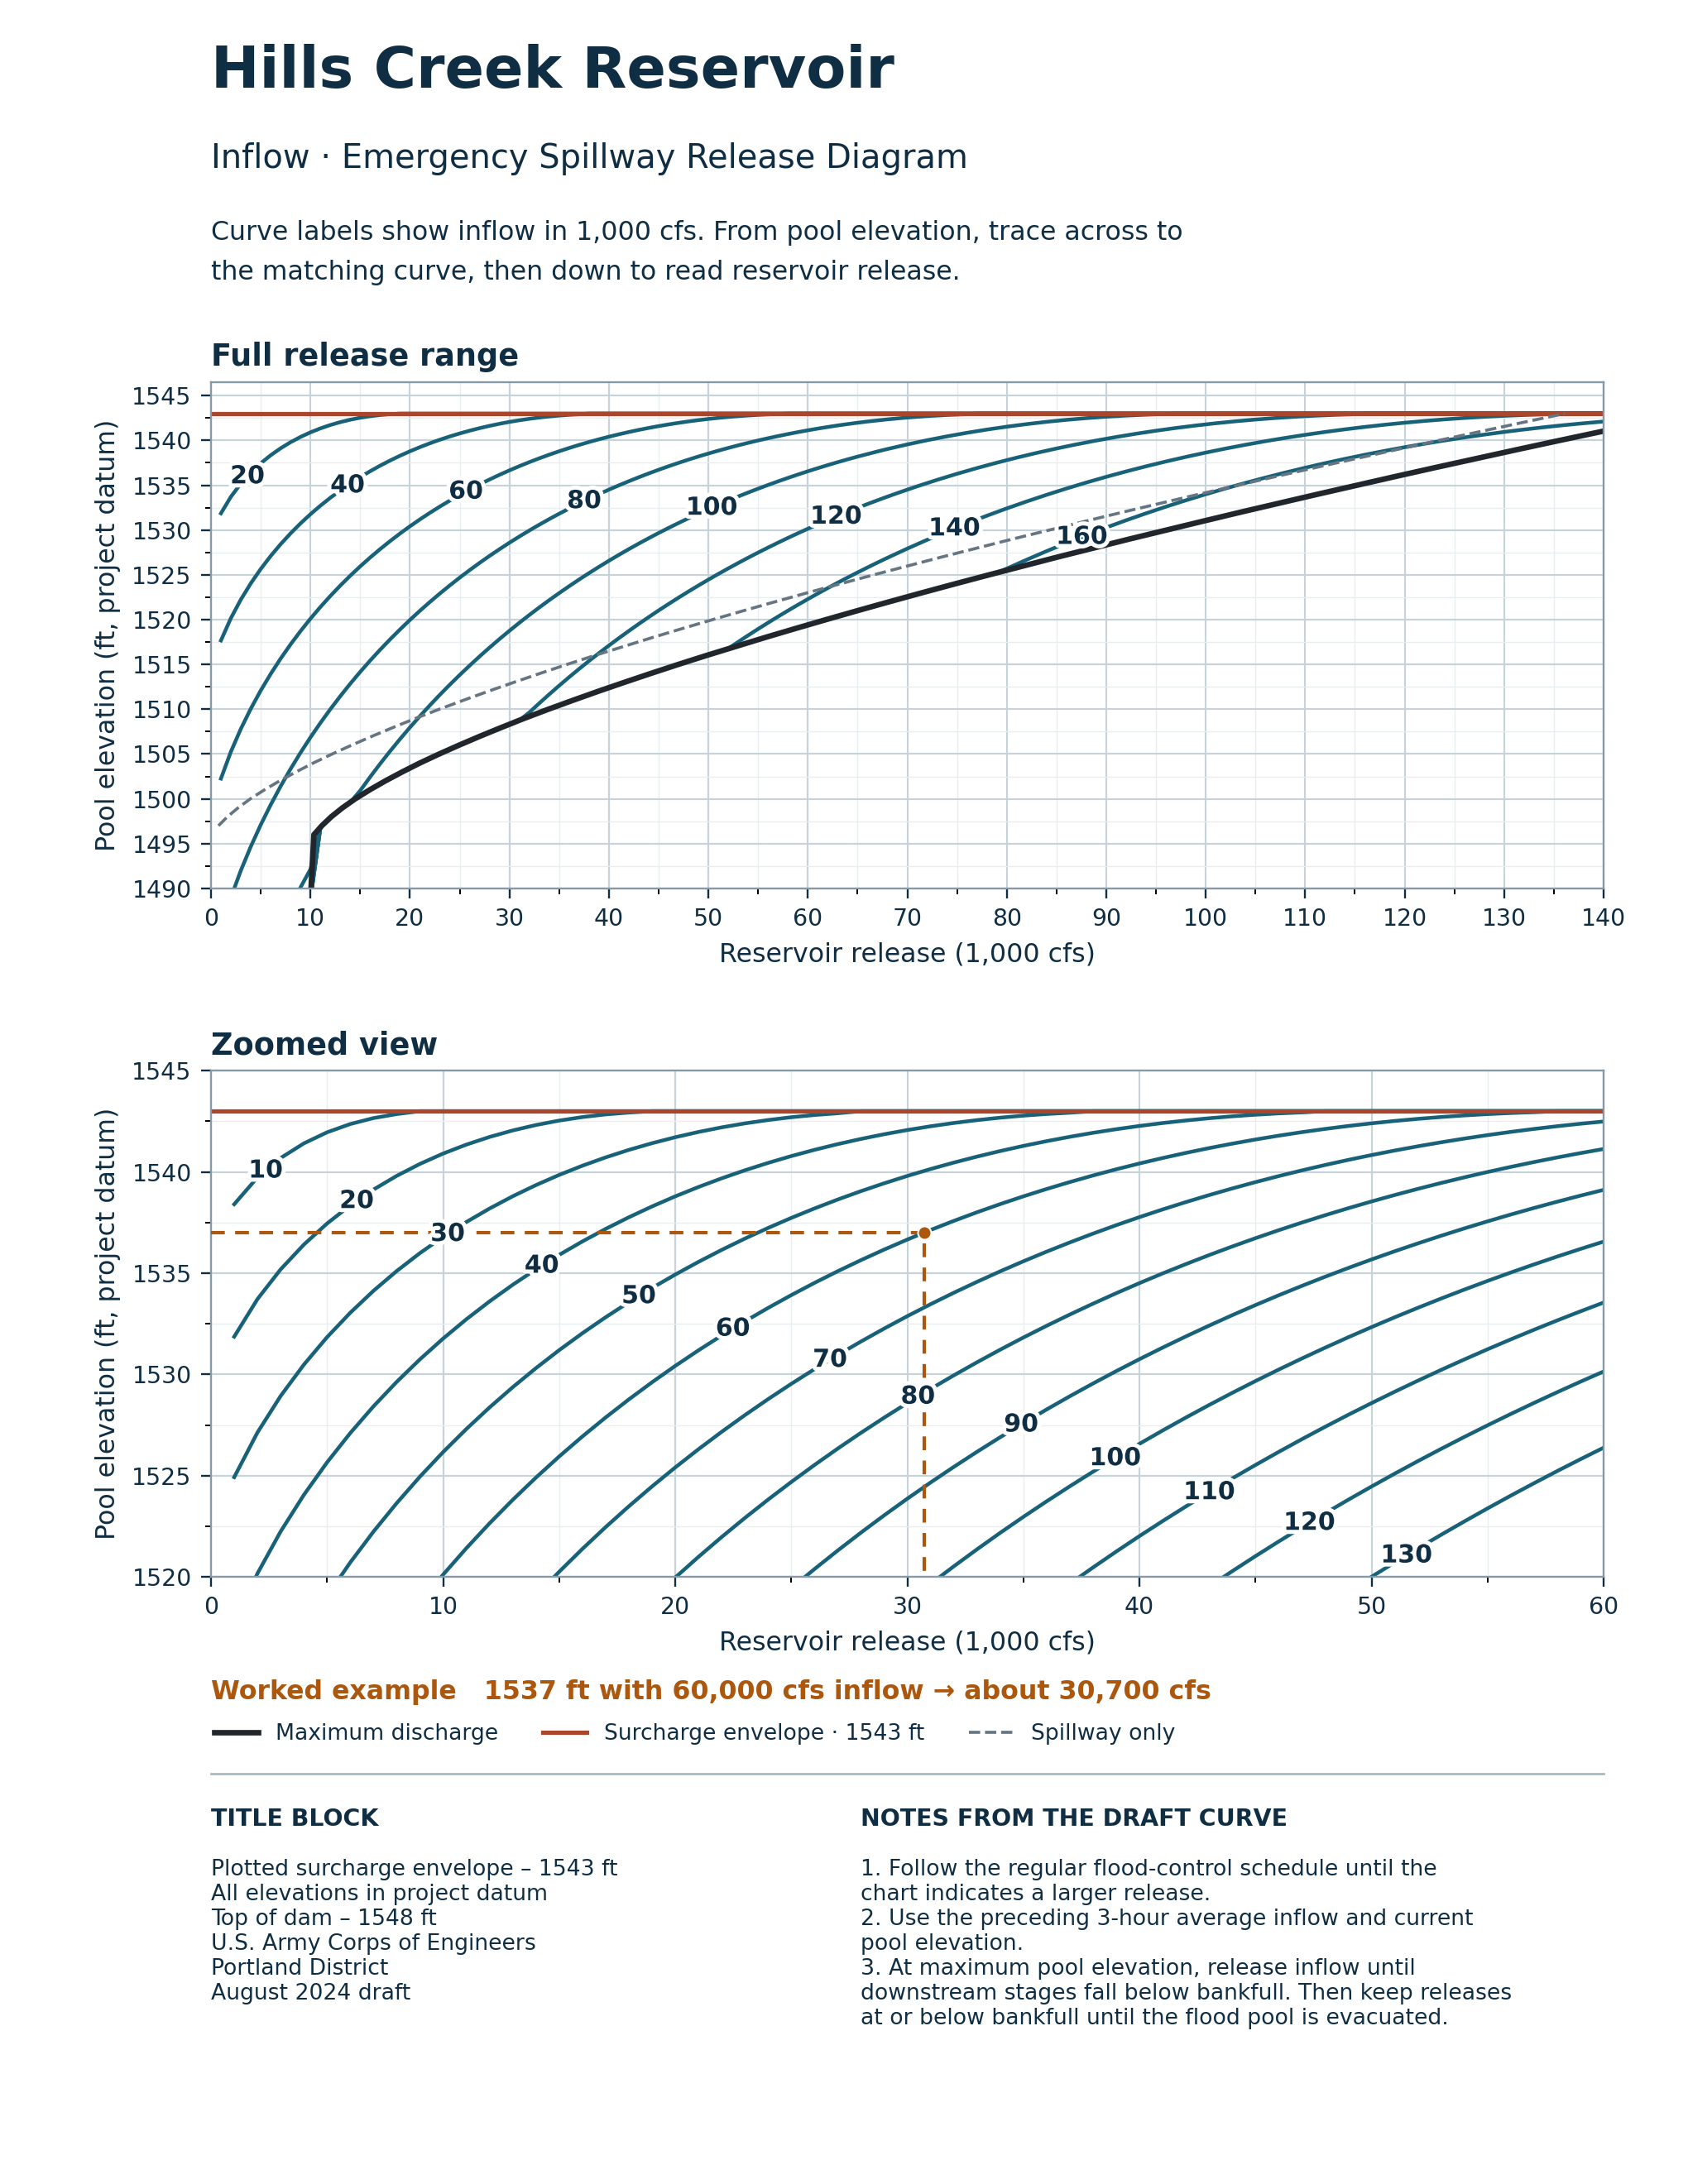 Hills Creek Reservoir
Inflow · Emergency Spillway Release Diagram
Curve labels show inflow in 1,000 cfs. From pool elevation, trace across to
the matching curve, then down to read reservoir release.
Full release range
Pool elevation (ft, project datum)
1545
1540
1535
1530
1525
1520
1515
1510
1505
1500
1495
1490
20
40
60
80
100
120
140
160
0 10 20 30 40 50 60 70 80 90 100 110 120 130 140
Reservoir release (1,000 cfs)
Zoomed view
Pool elevation (ft, project datum)
1545
1540
1535
1530
1525
1520
10
20
30
40
50
60
70
80
90
100
110
120
130
0 10 20 30 40 50 60
Reservoir release (1,000 cfs)
Worked example 1537 ft with 60,000 cfs inflow → about 30,700 cfs
Maximum discharge Surcharge envelope · 1543 ft Spillway only
TITLE BLOCK
Plotted surcharge envelope – 1543 ft
All elevations in project datum
Top of dam – 1548 ft
U.S. Army Corps of Engineers
Portland District
August 2024 draft
NOTES FROM THE DRAFT CURVE
1. Follow the regular flood-control schedule until the
chart indicates a larger release.
2. Use the preceding 3-hour average inflow and current
pool elevation.
3. At maximum pool elevation, release inflow until
downstream stages fall below bankfull. Then keep releases
at or below bankfull until the flood pool is evacuated.